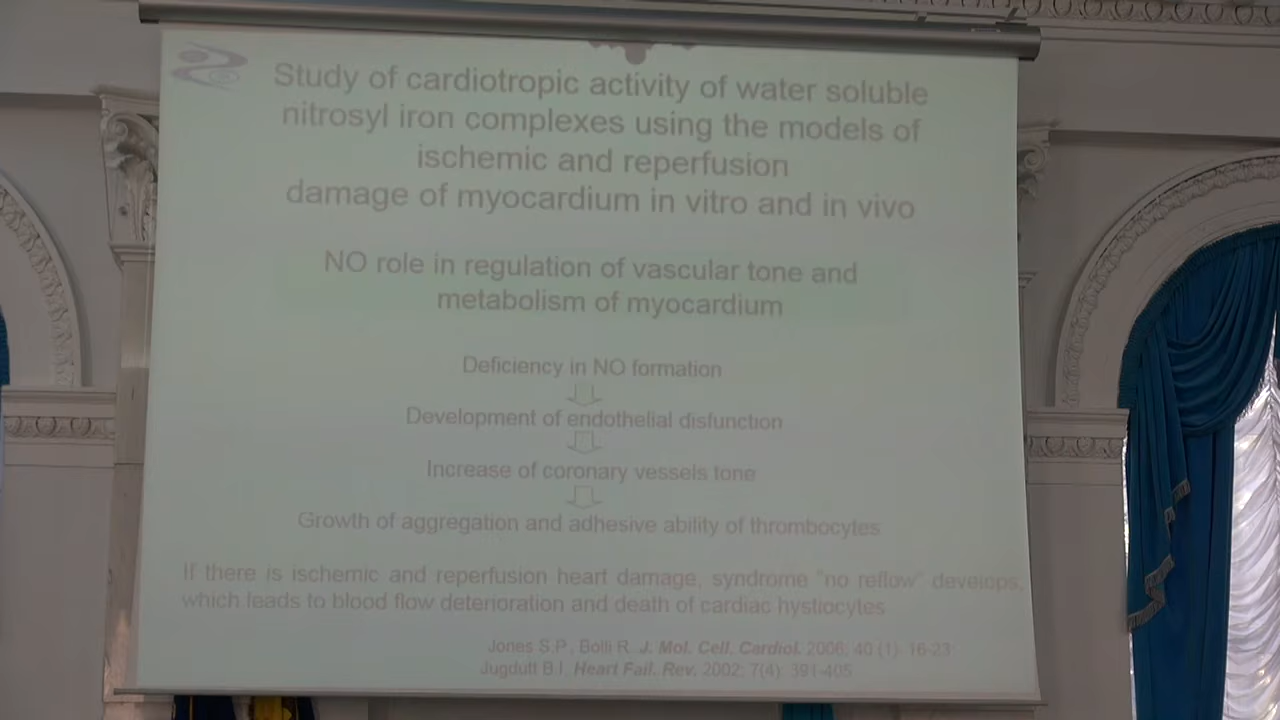 Study of cardiotropic activity of water soluble
nitrosyl iron complexes using the models of
ischemic and reperfusion
damage of myocardium in vitro and in vivo
NO role in regulation of vascular tone and
metabolism of myocardium
Deficiency in NO formation
Development of endothelial disfunction
Increase of coronary vessels tone
Growth of aggregation and adhesive ability of thrombocytes
If there is ischemic and reperfusion heart damage, syndrome "no reflow" develops,
which leads to blood flow deterioration and death of cardiac hystiocytes
Jones S.P., Bolli R. J. Mol. Cell. Cardiol. 2006; 40 (1): 16-23
Jugdutt B.I. Heart Fail. Rev. 2002; 7(4): 391-405